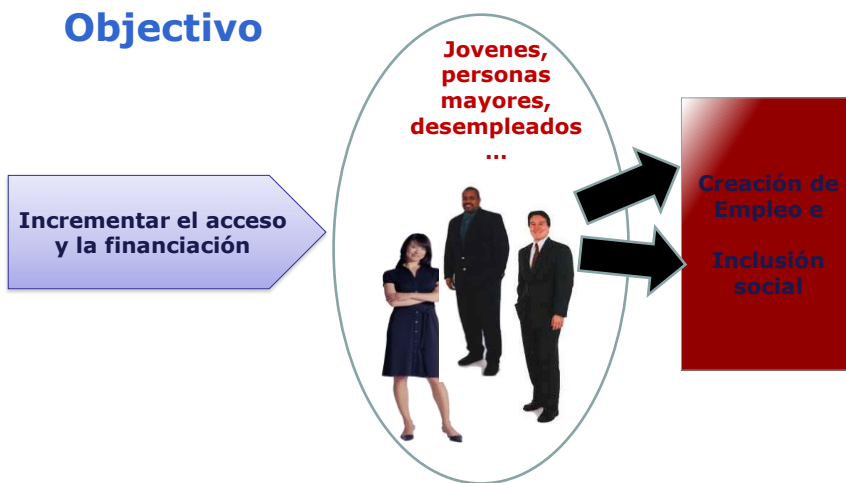 Objectivo
Jovenes,
personas
mayores,
desempleados
...
Incrementar el acceso
y la financiación
Creación de
Empleo e
Inclusión
social